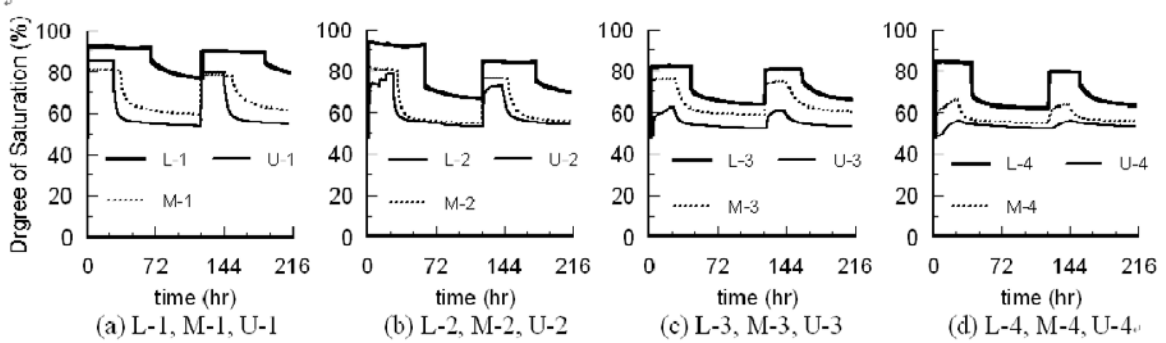 Drgree of Saturation (%)
100
80
60
40
20
0
L-1
U-1
M-1
0 72 144 216
time (hr)
(a) L-1, M-1, U-1
100
80
60
40
20
0
L-2
U-2
M-2
0 72 144 216
time (hr)
(b) L-2, M-2, U-2
100
80
60
40
20
0
L-3
U-3
M-3
0 72 144 216
time (hr)
(c) L-3, M-3, U-3
100
80
60
40
20
0
L-4
U-4
M-4
0 72 144 216
time (hr)
(d) L-4, M-4, U-4